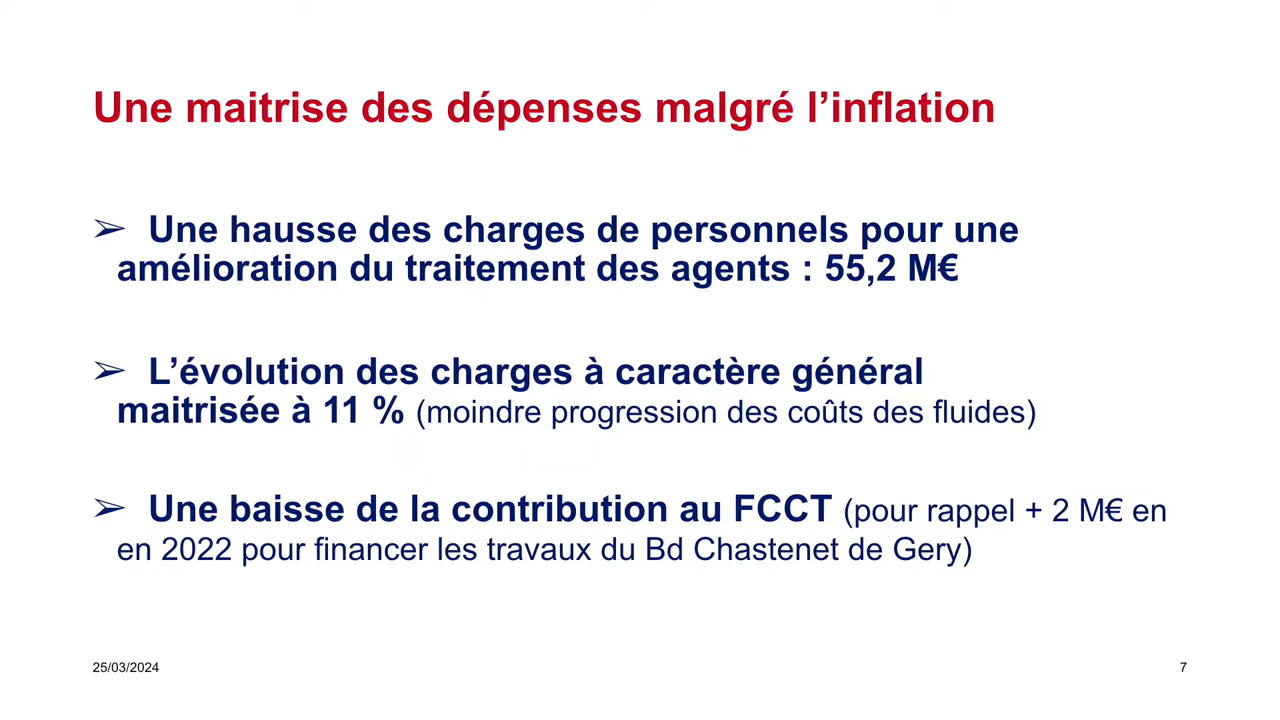 Une maitrise des dépenses malgré l’inflation
➢ Une hausse des charges de personnels pour une
amélioration du traitement des agents : 55,2 M€
➢ L’évolution des charges à caractère général
maitrisée à 11 % (moindre progression des coûts des fluides)
➢ Une baisse de la contribution au FCCT (pour rappel + 2 M€ en
en 2022 pour financer les travaux du Bd Chastenet de Gery)
25/03/2024
7